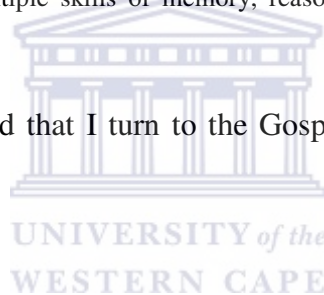 tiple skills of memory, reaso
d that I turn to the Gosp
UNIVERSITY of the
WESTERN CAPE